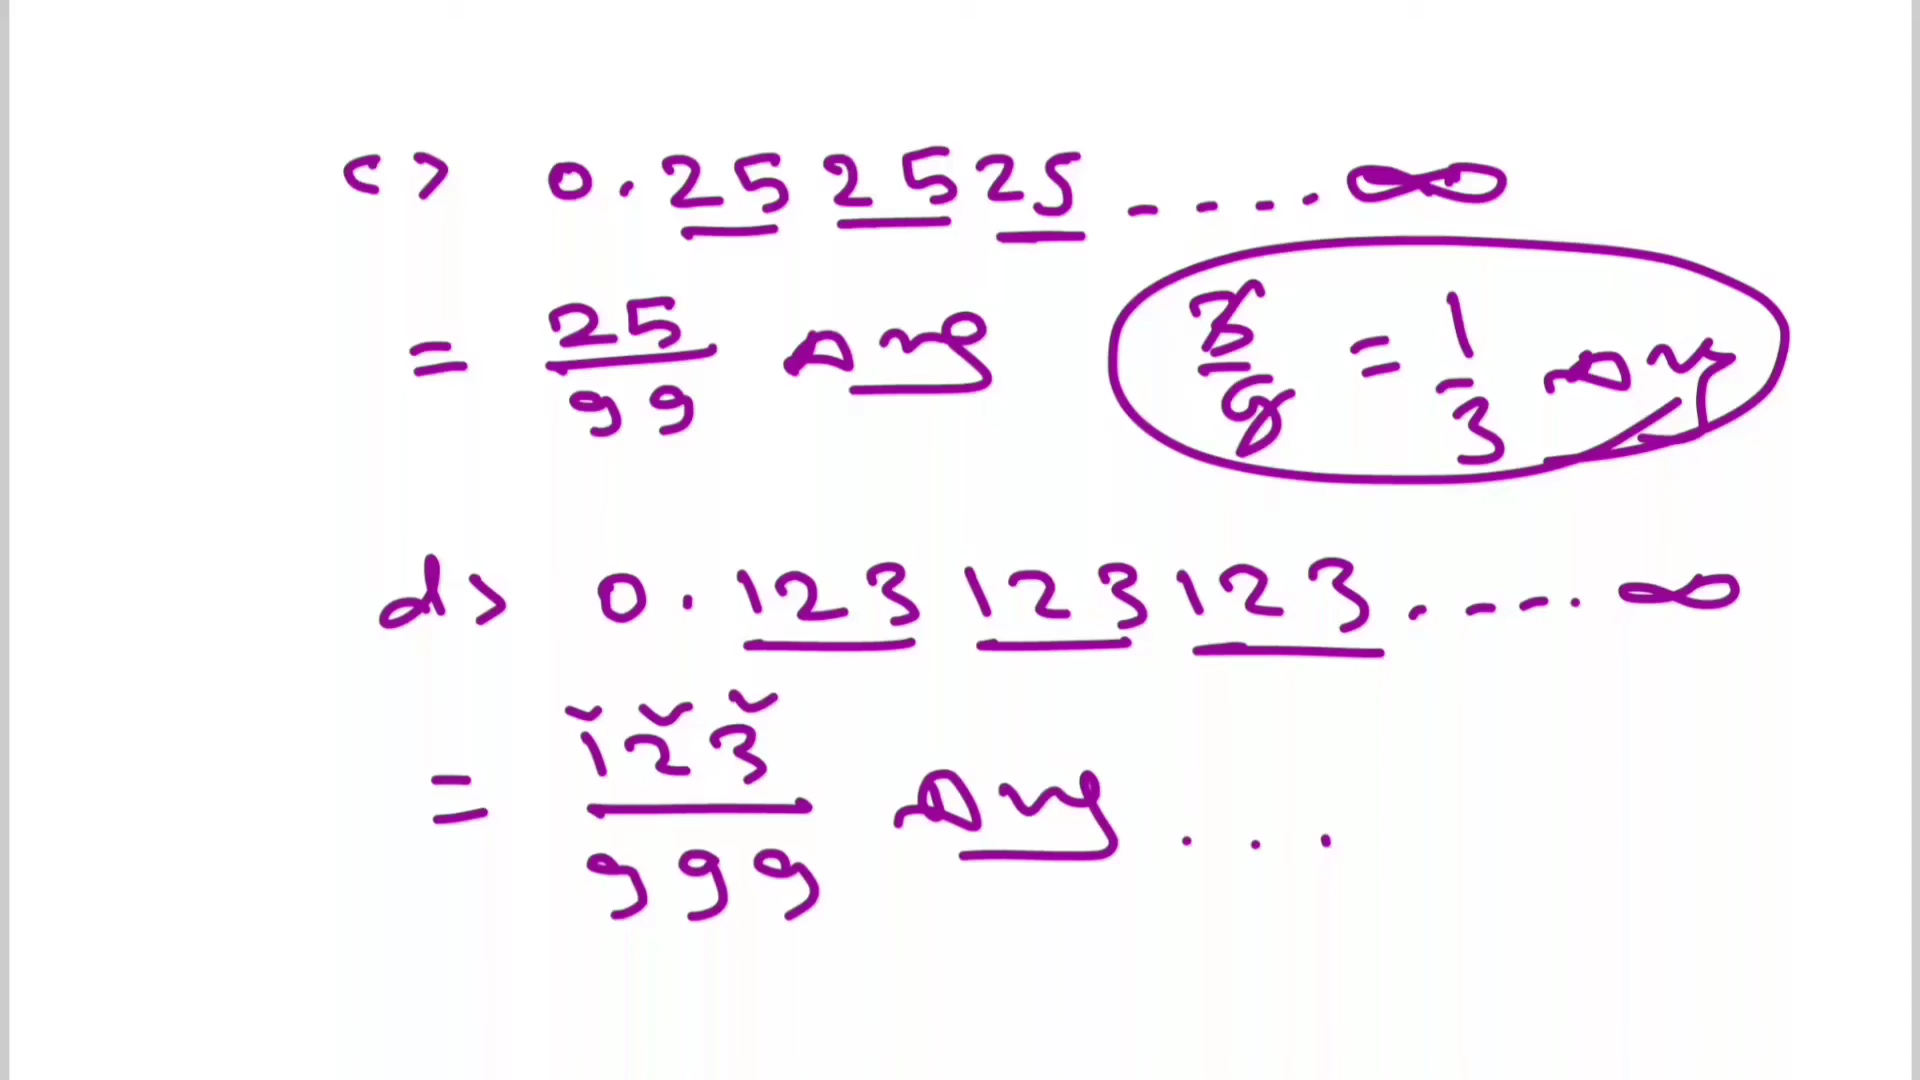 c> 0.252525 - - - . ∞
= 25/99 Ans
3/9 = 1/3 Ans
d> 0.123123123 . - - . ∞
= 123/999 Ans . . .